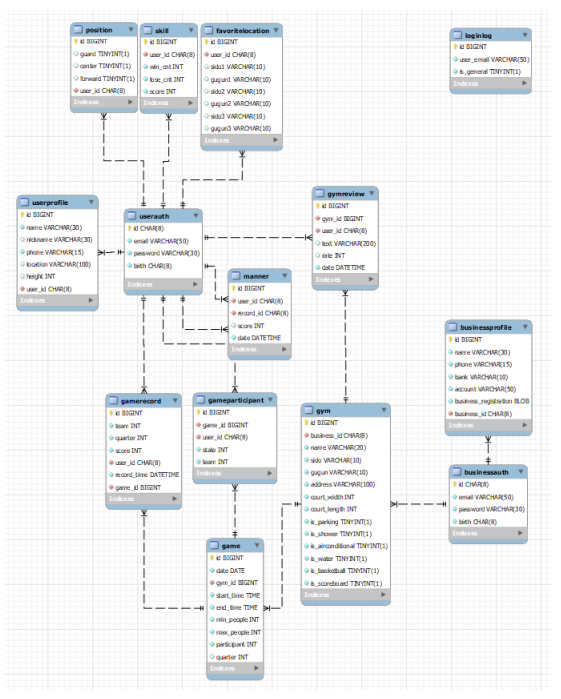 position
id BIGINT
guard TINYINT(1)
center TINYINT(1)
forward TINYINT(1)
user_id CHAR(8)
Indexes
skill
id BIGINT
user_id CHAR(8)
win_cnt INT
lose_cnt INT
score INT
Indexes
favoritelocation
id BIGINT
user_id CHAR(8)
sido1 VARCHAR(10)
gugun1 VARCHAR(10)
sido2 VARCHAR(10)
gugun2 VARCHAR(10)
sido3 VARCHAR(10)
gugun3 VARCHAR(10)
Indexes
loginlog
id BIGINT
user_email VARCHAR(50)
is_general TINYINT(1)
Indexes
userprofile
id BIGINT
name VARCHAR(30)
nickname VARCHAR(30)
phone VARCHAR(15)
location VARCHAR(100)
height INT
user_id CHAR(8)
Indexes
userauth
id CHAR(8)
email VARCHAR(50)
password VARCHAR(30)
birth CHAR(8)
Indexes
gymreview
id BIGINT
gym_id BIGINT
user_id CHAR(8)
text VARCHAR(200)
rate INT
date DATETIME
Indexes
manner
id BIGINT
user_id CHAR(8)
record_id CHAR(8)
score INT
date DATETIME
Indexes
businessprofile
id BIGINT
name VARCHAR(30)
phone VARCHAR(15)
bank VARCHAR(10)
account VARCHAR(50)
business_registration BLOB
business_id CHAR(8)
Indexes
gamerecord
id BIGINT
team INT
quarter INT
score INT
user_id CHAR(8)
record_time DATETIME
game_id BIGINT
Indexes
gameparticipant
id BIGINT
game_id BIGINT
user_id CHAR(8)
state INT
team INT
Indexes
gym
id BIGINT
business_id CHAR(8)
name VARCHAR(20)
sido VARCHAR(10)
gugun VARCHAR(10)
address VARCHAR(100)
court_width INT
court_length INT
is_parking TINYINT(1)
is_shower TINYINT(1)
is_airconditional TINYINT(1)
is_water TINYINT(1)
is_basketball TINYINT(1)
is_scoreboard TINYINT(1)
Indexes
businessauth
id CHAR(8)
email VARCHAR(50)
password VARCHAR(30)
birth CHAR(8)
Indexes
game
id BIGINT
date DATE
gym_id BIGINT
start_time TIME
end_time TIME
min_people INT
max_people INT
participant INT
quarter INT
Indexes